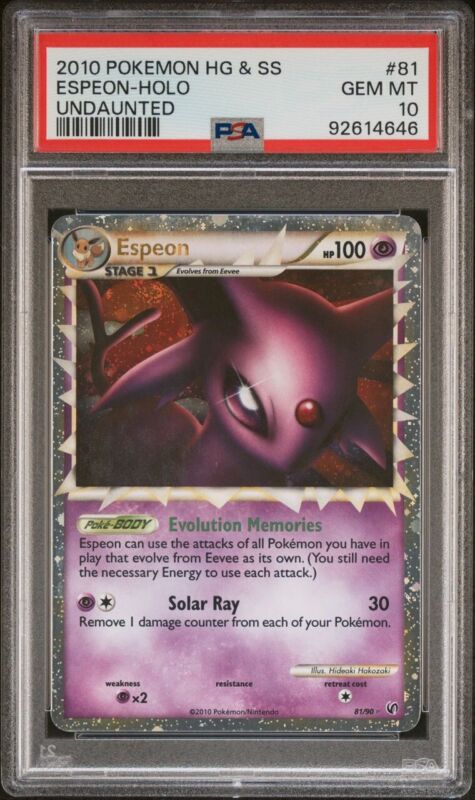 2010 POKEMON HG & SS #81
ESPEON-HOLO GEM MT
UNDAUNTED 10
PSA 92614646
Espeon HP100
STAGE 1 Evolves from Eevee
Poké-BODY Evolution Memories
Espeon can use the attacks of all Pokémon you have in
play that evolve from Eevee as its own. (You still need
the necessary Energy to use each attack.)
Solar Ray 30
Remove 1 damage counter from each of your Pokémon.
Illus. Hideaki Hakozaki
weakness resistance retreat cost
×2
©2010 Pokémon/Nintendo 81/90
PSA